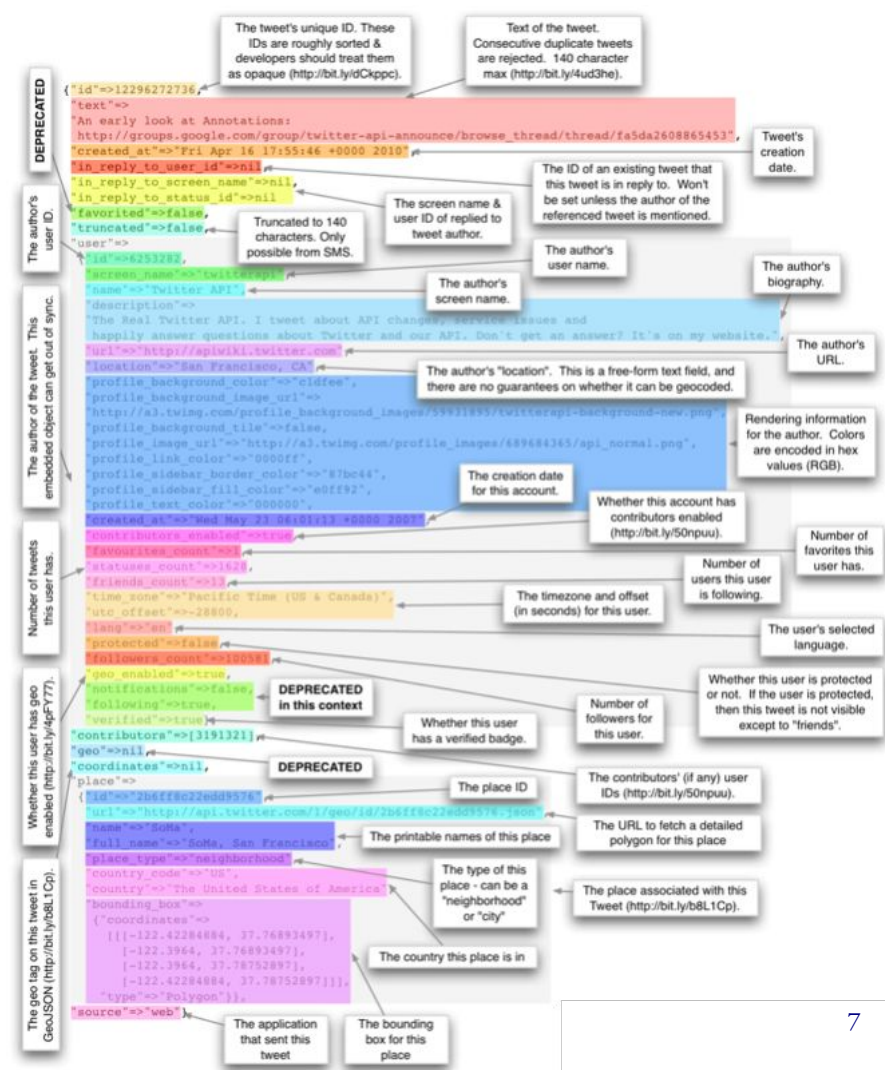 The tweet's unique ID. These
IDs are roughly sorted &
developers should treat them
as opaque (http://bit.ly/dCkppc).
Text of the tweet.
Consecutive duplicate tweets
are rejected. 140 character
max (http://bit.ly/4ud3he).
DEPRECATED
{"id"=>12296272736,
"text"=>
"An early look at Annotations:
http://groups.google.com/group/twitter-api-announce/browse_thread/thread/fa5da2608865453",
"created_at"=>"Fri Apr 16 17:55:46 +0000 2010",
Tweet's
creation
date.
"in_reply_to_user_id"=>nil,
"in_reply_to_screen_name"=>nil,
"in_reply_to_status_id"=>nil
The ID of an existing tweet that
this tweet is in reply to. Won't
be set unless the author of the
referenced tweet is mentioned.
The screen name &
user ID of replied to
tweet author.
"favorited"=>false,
"truncated"=>false,
Truncated to 140
characters. Only
possible from SMS.
The author's
user ID.
"user"=>
{"id"=>6253282,
"screen_name"=>"twitterapi",
The author's
user name.
"name"=>"Twitter API",
The author's
screen name.
The author's
biography.
"description"=>
"The Real Twitter API. I tweet about API changes, service issues and
happily answer questions about Twitter and our API. Don't get an answer? It's on my website.",
"url"=>"http://apiwiki.twitter.com",
The author's
URL.
"location"=>"San Francisco, CA",
The author's "location". This is a free-form text field, and
there are no guarantees on whether it can be geocoded.
The author of the tweet. This
embedded object can get out of sync.
"profile_background_color"=>"c1dfee",
"profile_background_image_url"=>
"http://a3.twimg.com/profile_background_images/59931895/twitterapi-background-new.png",
"profile_background_tile"=>false,
"profile_image_url"=>"http://a3.twimg.com/profile_images/689684365/api_normal.png",
"profile_link_color"=>"0000ff",
"profile_sidebar_border_color"=>"87bc44",
"profile_sidebar_fill_color"=>"e0ff92",
"profile_text_color"=>"000000",
Rendering information
for the author. Colors
are encoded in hex
values (RGB).
"created_at"=>"Wed May 23 06:01:13 +0000 2007",
The creation date
for this account.
"contributors_enabled"=>true,
Whether this account has
contributors enabled
(http://bit.ly/50npuu).
"favourites_count"=>1,
Number of
favorites this
user has.
"statuses_count"=>1628,
Number of tweets
this user has.
"friends_count"=>13,
Number of
users this user
is following.
"time_zone"=>"Pacific Time (US & Canada)",
"utc_offset"=>-28800,
The timezone and offset
(in seconds) for this user.
"lang"=>"en",
The user's selected
language.
"protected"=>false,
Whether this user is protected
or not. If the user is protected,
then this tweet is not visible
except to "friends".
"followers_count"=>100581,
Number of
followers for
this user.
"geo_enabled"=>true,
Whether this user has geo
enabled (http://bit.ly/4pFY77).
"notifications"=>false,
"following"=>true,
DEPRECATED
in this context
"verified"=>true},
Whether this user
has a verified badge.
"contributors"=>[3191321],
The contributors' (if any) user
IDs (http://bit.ly/50npuu).
"geo"=>nil,
DEPRECATED
"coordinates"=>nil,
The geo tag on this tweet in
GeoJSON (http://bit.ly/b8L1Cp).
"place"=>
{"id"=>"2b6ff8c22edd9576",
The place ID
"url"=>"http://api.twitter.com/1/geo/id/2b6ff8c22edd9576.json",
The URL to fetch a detailed
polygon for this place
"name"=>"SoMa",
"full_name"=>"SoMa, San Francisco",
The printable names of this place
"place_type"=>"neighborhood",
The type of this
place - can be a
"neighborhood"
or "city"
The place associated with this
Tweet (http://bit.ly/b8L1Cp).
"country_code"=>"US",
"country"=>"The United States of America",
The country this place is in
"bounding_box"=>
{"coordinates"=>
[[[-122.42284884, 37.76893497],
[-122.3964, 37.76893497],
[-122.3964, 37.78752897],
[-122.42284884, 37.78752897]]],
"type"=>"Polygon"}},
The bounding
box for this
place
"source"=>"web"}
The application
that sent this
tweet
7